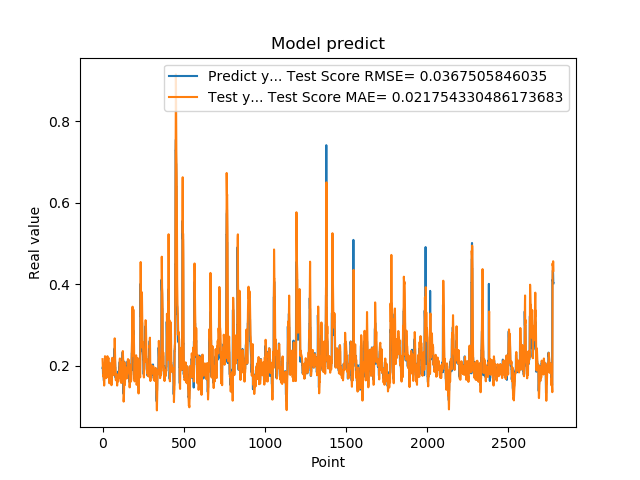 Model predict
Predict y... Test Score RMSE= 0.0367505846035
Test y... Test Score MAE= 0.021754330486173683
Real value
0.8
0.6
0.4
0.2
0
500
1000
1500
2000
2500
Point